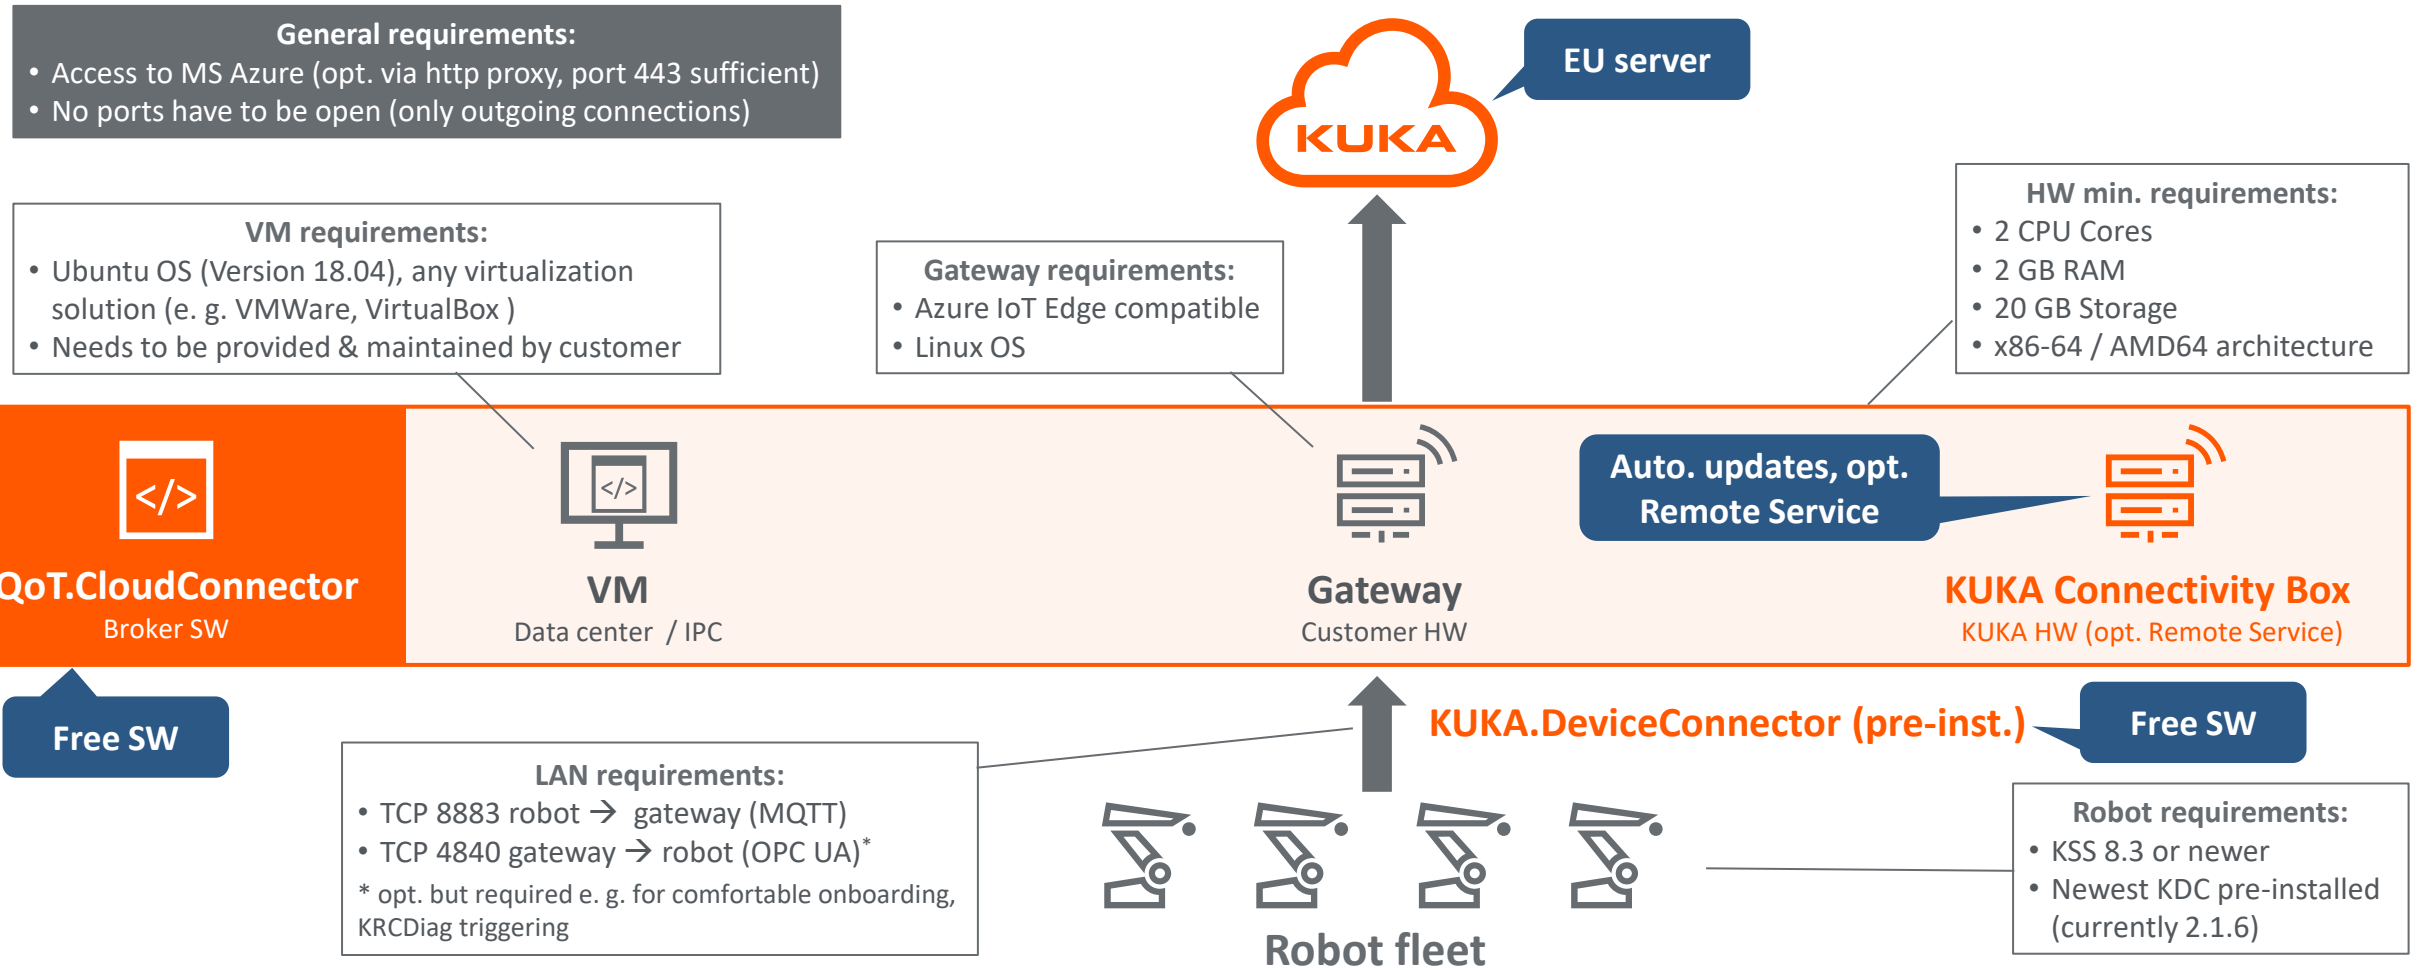 General requirements:
• Access to MS Azure (opt. via http proxy, port 443 sufficient)
• No ports have to be open (only outgoing connections)
KUKA
EU server
VM requirements:
• Ubuntu OS (Version 18.04), any virtualization
solution (e. g. VMWare, VirtualBox )
• Needs to be provided & maintained by customer
Gateway requirements:
• Azure IoT Edge compatible
• Linux OS
HW min. requirements:
• 2 CPU Cores
• 2 GB RAM
• 20 GB Storage
• x86-64 / AMD64 architecture
</>
QoT.CloudConnector
Broker SW
</>
VM
Data center / IPC
Gateway
Customer HW
Auto. updates, opt.
Remote Service
KUKA Connectivity Box
KUKA HW (opt. Remote Service)
Free SW
KUKA.DeviceConnector (pre-inst.)
Free SW
LAN requirements:
• TCP 8883 robot → gateway (MQTT)
• TCP 4840 gateway → robot (OPC UA)*
* opt. but required e. g. for comfortable onboarding,
KRCDiag triggering
Robot fleet
Robot requirements:
• KSS 8.3 or newer
• Newest KDC pre-installed
(currently 2.1.6)